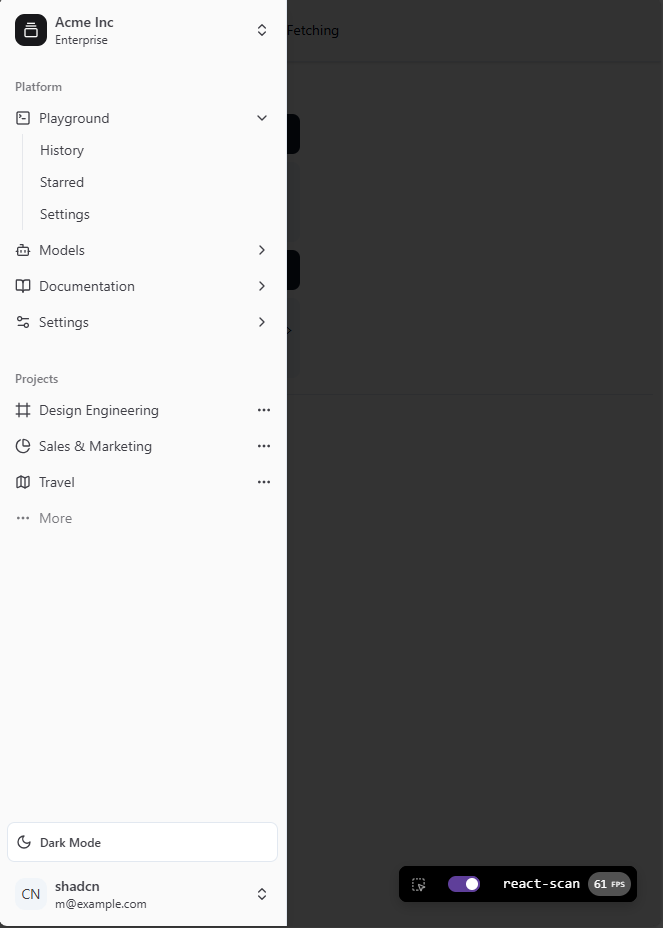 Acme Inc
Enterprise
Fetching
Platform
Playground
History
Starred
Settings
Models
Documentation
Settings
Projects
Design Engineering
Sales & Marketing
Travel
More
Dark Mode
CN
shadcn
m@example.com
react-scan
61 FPS